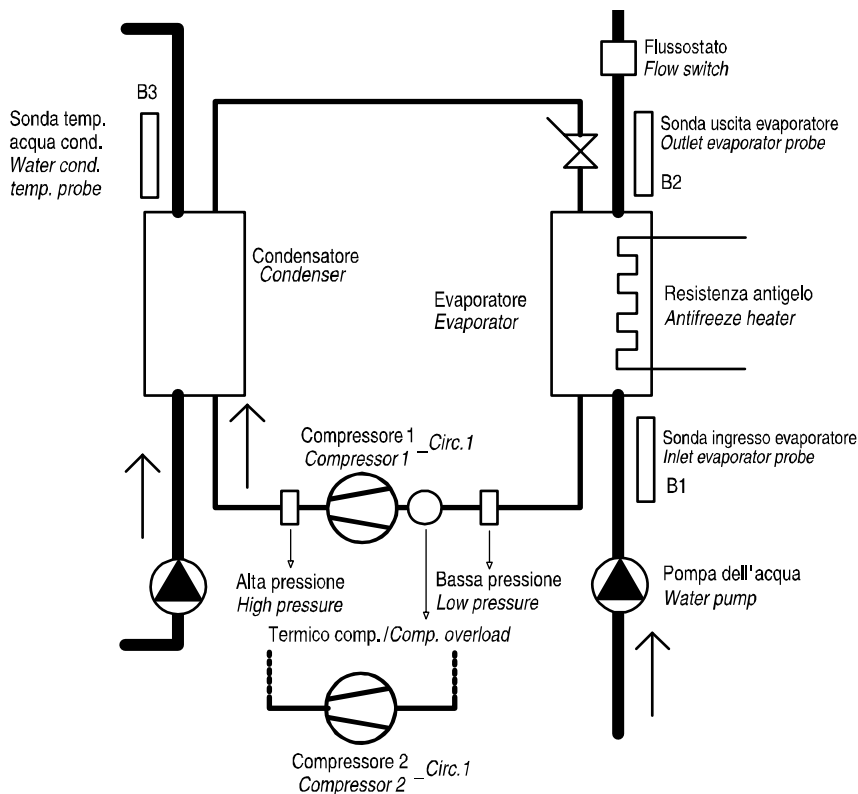 Flussostato
Flow switch
B3
Sonda temp.
acqua cond.
Water cond.
temp. probe
Sonda uscita evaporatore
Outlet evaporator probe
B2
Condensatore
Condenser
Evaporatore
Evaporator
Resistenza antigelo
Antifreeze heater
Compressore 1 _Circ.1
Compressor 1
Sonda ingresso evaporatore
Inlet evaporator probe
B1
Alta pressione
High pressure
Bassa pressione
Low pressure
Pompa dell'acqua
Water pump
Termico comp./Comp. overload
Compressore 2 _Circ.1
Compressor 2